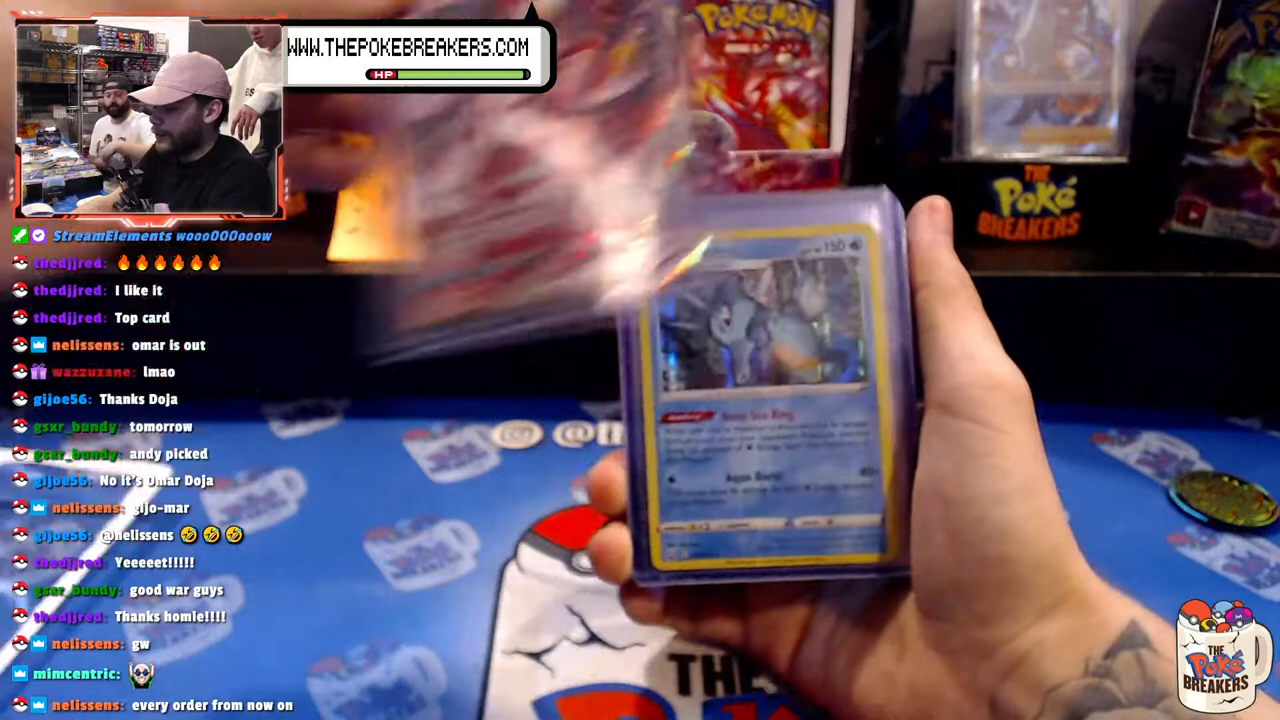 WWW.THEPOKEBREAKERS.COM
HP
StreamElements woooOOOooow
thedjjred:
thedjjred: I like it
thedjjred: Top card
nelissens: omar is out
wazzuxane: lmao
gijoe56: Thanks Doja
gsxr_bundy: tomorrow
gsxr_bundy: andy picked
gijoe56: No it's Omar Doja
nelissens: gijo-mar
gijoe56: @nelissens 🤣 🤣 🤣
thedjjred: Yeeeeet!!!!!
gsxr_bundy: good war guys
thedjjred: Thanks homie!!!!
nelissens: gw
mimcentric:
nelissens: every order from now on
POKéMON
THE
Poké
BREAKERS
150
THE
THE
Poké
BREAKERS